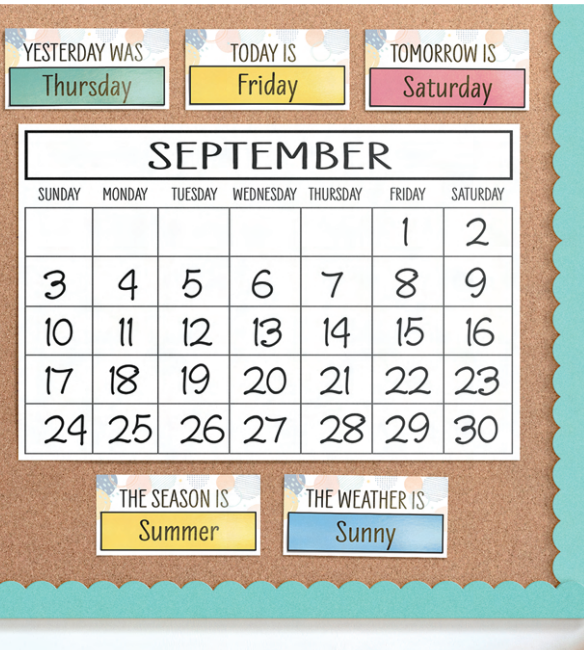 YESTERDAY WAS
Thursday
TODAY IS
Friday
TOMORROW IS
Saturday
SEPTEMBER
SUNDAY MONDAY TUESDAY WEDNESDAY THURSDAY FRIDAY SATURDAY
1 2
3 4 5 6 7 8 9
10 11 12 13 14 15 16
17 18 19 20 21 22 23
24 25 26 27 28 29 30
THE SEASON IS
Summer
THE WEATHER IS
Sunny